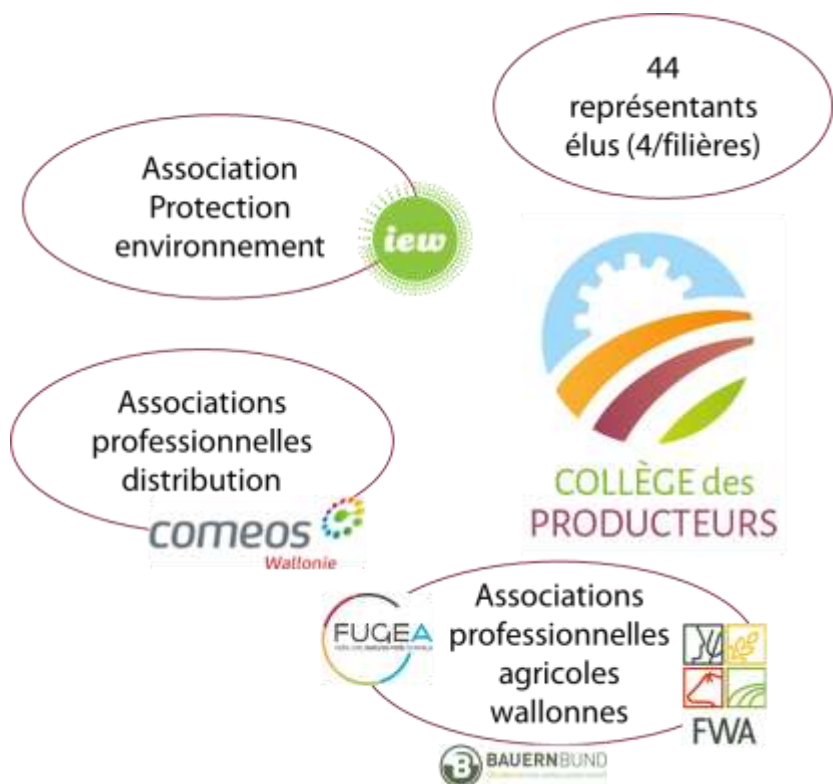 44
représentants
élus (4/filières)
Association
Protection
environnement
iew
COLLÈGE des
PRODUCTEURS
Associations
professionnelles
distribution
comeos
Wallonie
Associations
professionnelles
agricoles
wallonnes
FUGEA
FWA
BAUERNBUND